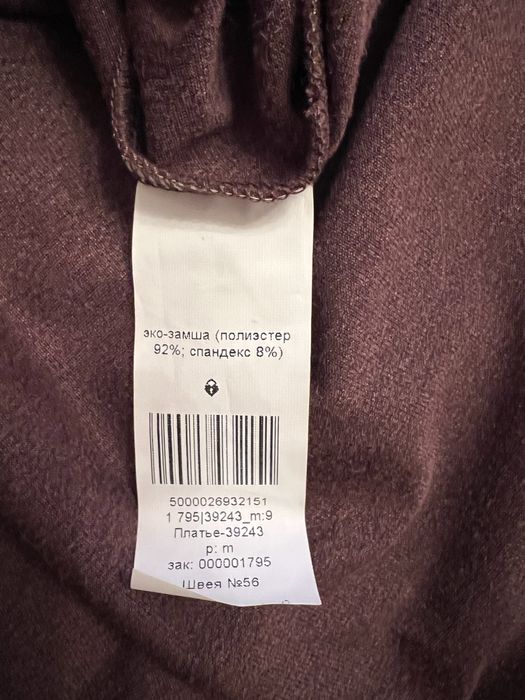 эко-замша (полиэстер
92%; спандекс 8%)
5000026932151
1 795|39243_m:9
Платье-39243
р: m
зак: 000001795
Швея №56